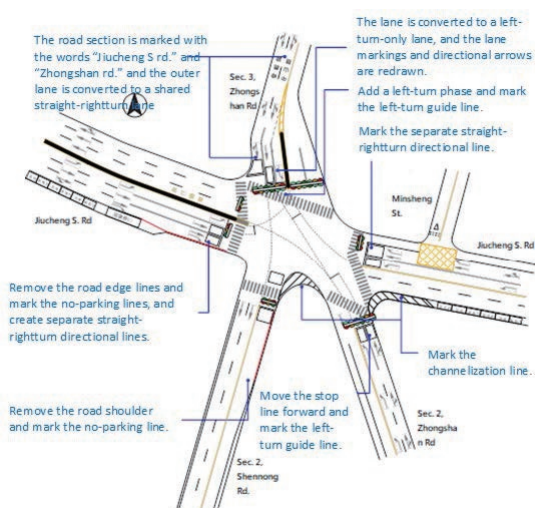 The road section is marked with
the words “Jiucheng S rd.” and
“Zhongshan rd.” and the outer
lane is converted to a shared
straight-rightturn lane
Sec. 3,
Zhongs
han Rd
The lane is converted to a left-
turn-only lane, and the lane
markings and directional arrows
are redrawn.
Add a left-turn phase and mark
the left-turn guide line.
Mark the separate straight-
rightturn directional line.
Minsheng
St.
Jiucheng S. Rd
Jiucheng S. Rd
Remove the road edge lines and
mark the no-parking lines, and
create separate straight-
rightturn directional lines.
Mark the
channelization line.
Remove the road shoulder
and mark the no-parking line.
Move the stop
line forward and
mark the left-
turn guide line.
Sec. 2,
Zhongsha
n Rd
Sec. 2,
Shennong
Rd.